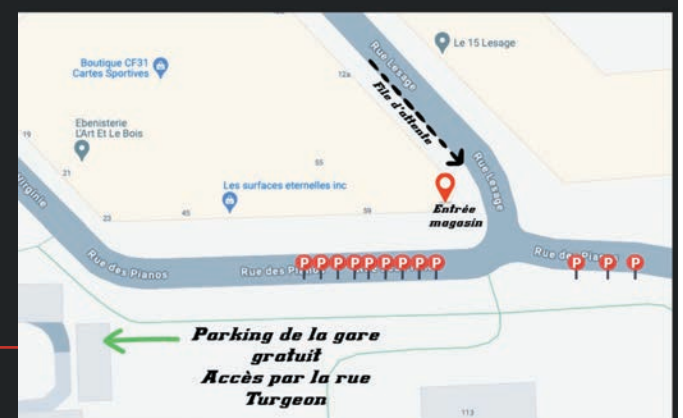 Rue Lesage
Le 15 Lesage
Boutique CF31
Cartes Sportives
12a
File d'attente
Ebenisterie
L'Art Et Le Bois
19
21
55
Rue Lesage
Les surfaces eternelles inc
Entrée
magasin
23
45
59
Virginie
Rue des Pianos
Rue des
P P P P P P P P P
Rue des
P P P
Parking de la gare
gratuit
Accès par la rue
Turgeon
113